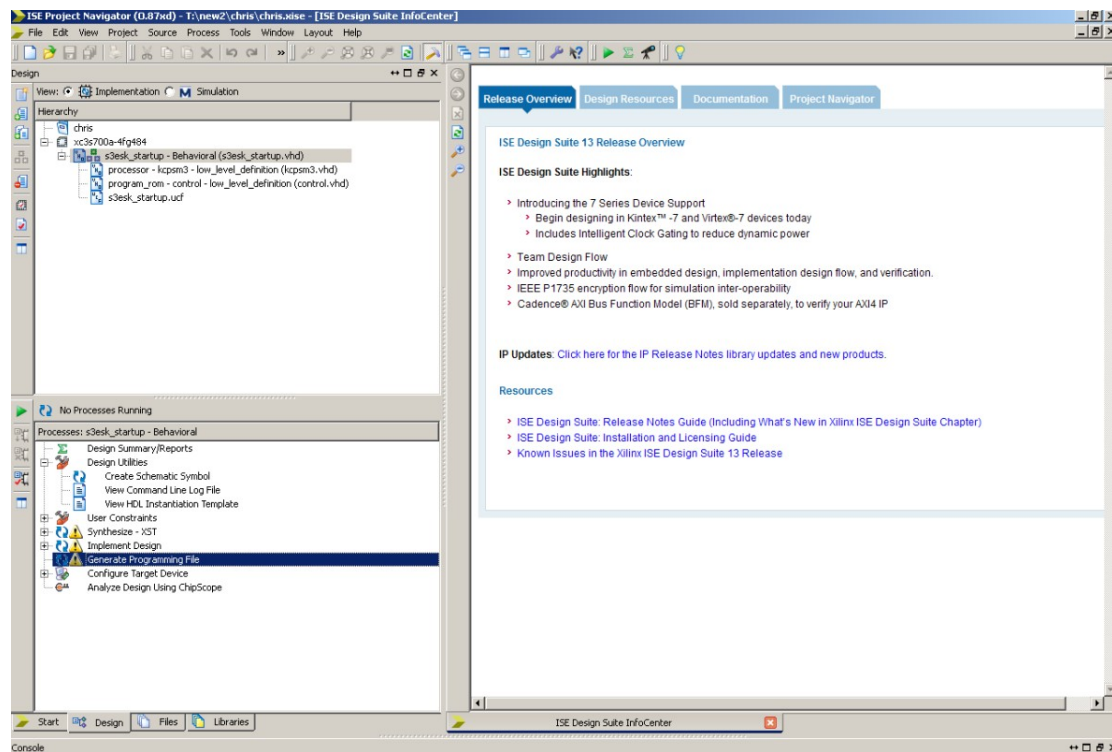 ISE Project Navigator (O.87xd) - T:\new2\chris\chris.xise - [ISE Design Suite InfoCenter]
File Edit View Project Source Process Tools Window Layout Help
Design
View: Implementation Simulation
Hierarchy
chris
xc3s700a-4fg484
s3esk_startup - Behavioral (s3esk_startup.vhd)
processor - kcpsm3 - low_level_definition (kcpsm3.vhd)
program_rom - control - low_level_definition (control.vhd)
s3esk_startup.ucf
No Processes Running
Processes: s3esk_startup - Behavioral
Design Summary/Reports
Design Utilities
Create Schematic Symbol
View Command Line Log File
View HDL Instantiation Template
User Constraints
Synthesize - XST
Implement Design
Generate Programming File
Configure Target Device
Analyze Design Using ChipScope
Start Design Files Libraries
Release Overview Design Resources Documentation Project Navigator
ISE Design Suite 13 Release Overview
ISE Design Suite Highlights:
Introducing the 7 Series Device Support
Begin designing in Kintex™ -7 and Virtex®-7 devices today
Includes Intelligent Clock Gating to reduce dynamic power
Team Design Flow
Improved productivity in embedded design, implementation design flow, and verification.
IEEE P1735 encryption flow for simulation inter-operability
Cadence® AXI Bus Function Model (BFM), sold separately, to verify your AXI4 IP
IP Updates: Click here for the IP Release Notes library updates and new products.
Resources
ISE Design Suite: Release Notes Guide (Including What's New in Xilinx ISE Design Suite Chapter)
ISE Design Suite: Installation and Licensing Guide
Known Issues in the Xilinx ISE Design Suite 13 Release
ISE Design Suite InfoCenter
Console